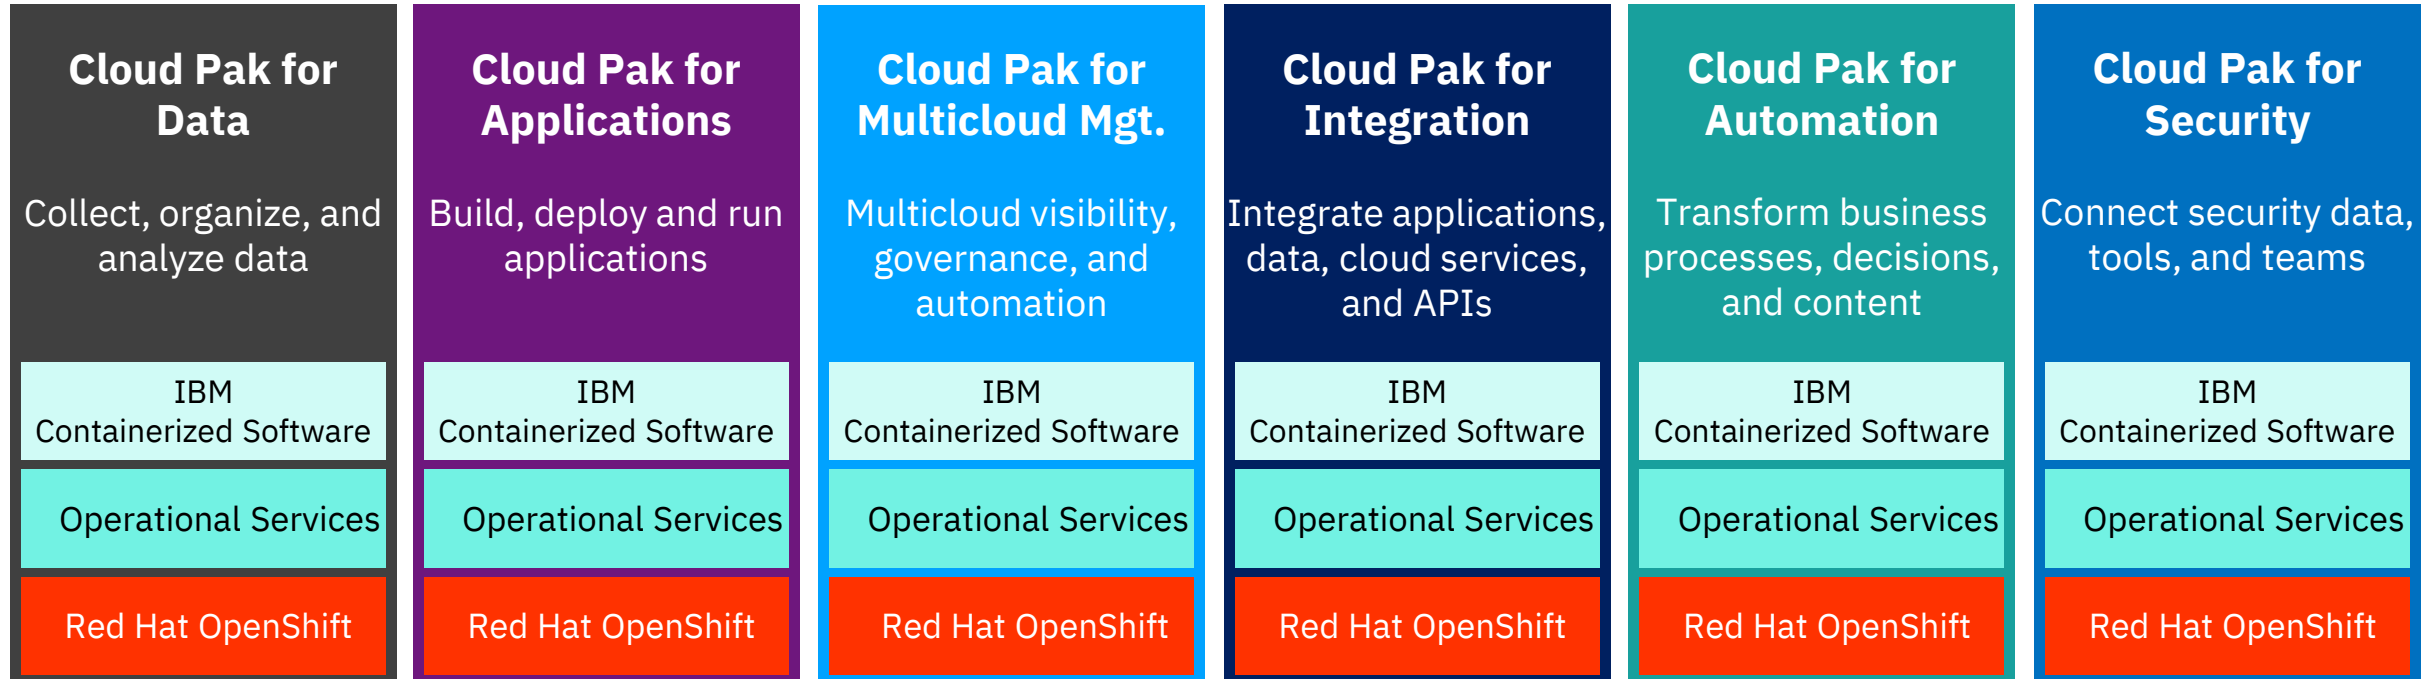 Cloud Pak for
Data
Collect, organize, and
analyze data
IBM
Containerized Software
Operational Services
Red Hat OpenShift
Cloud Pak for
Applications
Build, deploy and run
applications
IBM
Containerized Software
Operational Services
Red Hat OpenShift
Cloud Pak for
Multicloud Mgt.
Multicloud visibility,
governance, and
automation
IBM
Containerized Software
Operational Services
Red Hat OpenShift
Cloud Pak for
Integration
Integrate applications,
data, cloud services,
and APIs
IBM
Containerized Software
Operational Services
Red Hat OpenShift
Cloud Pak for
Automation
Transform business
processes, decisions,
and content
IBM
Containerized Software
Operational Services
Red Hat OpenShift
Cloud Pak for
Security
Connect security data,
tools, and teams
IBM
Containerized Software
Operational Services
Red Hat OpenShift